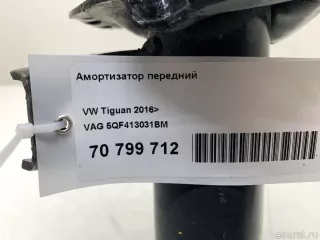 Амортизатор передний
VW Tiguan 2016>
VAG 5QF413031BM
70 799 712